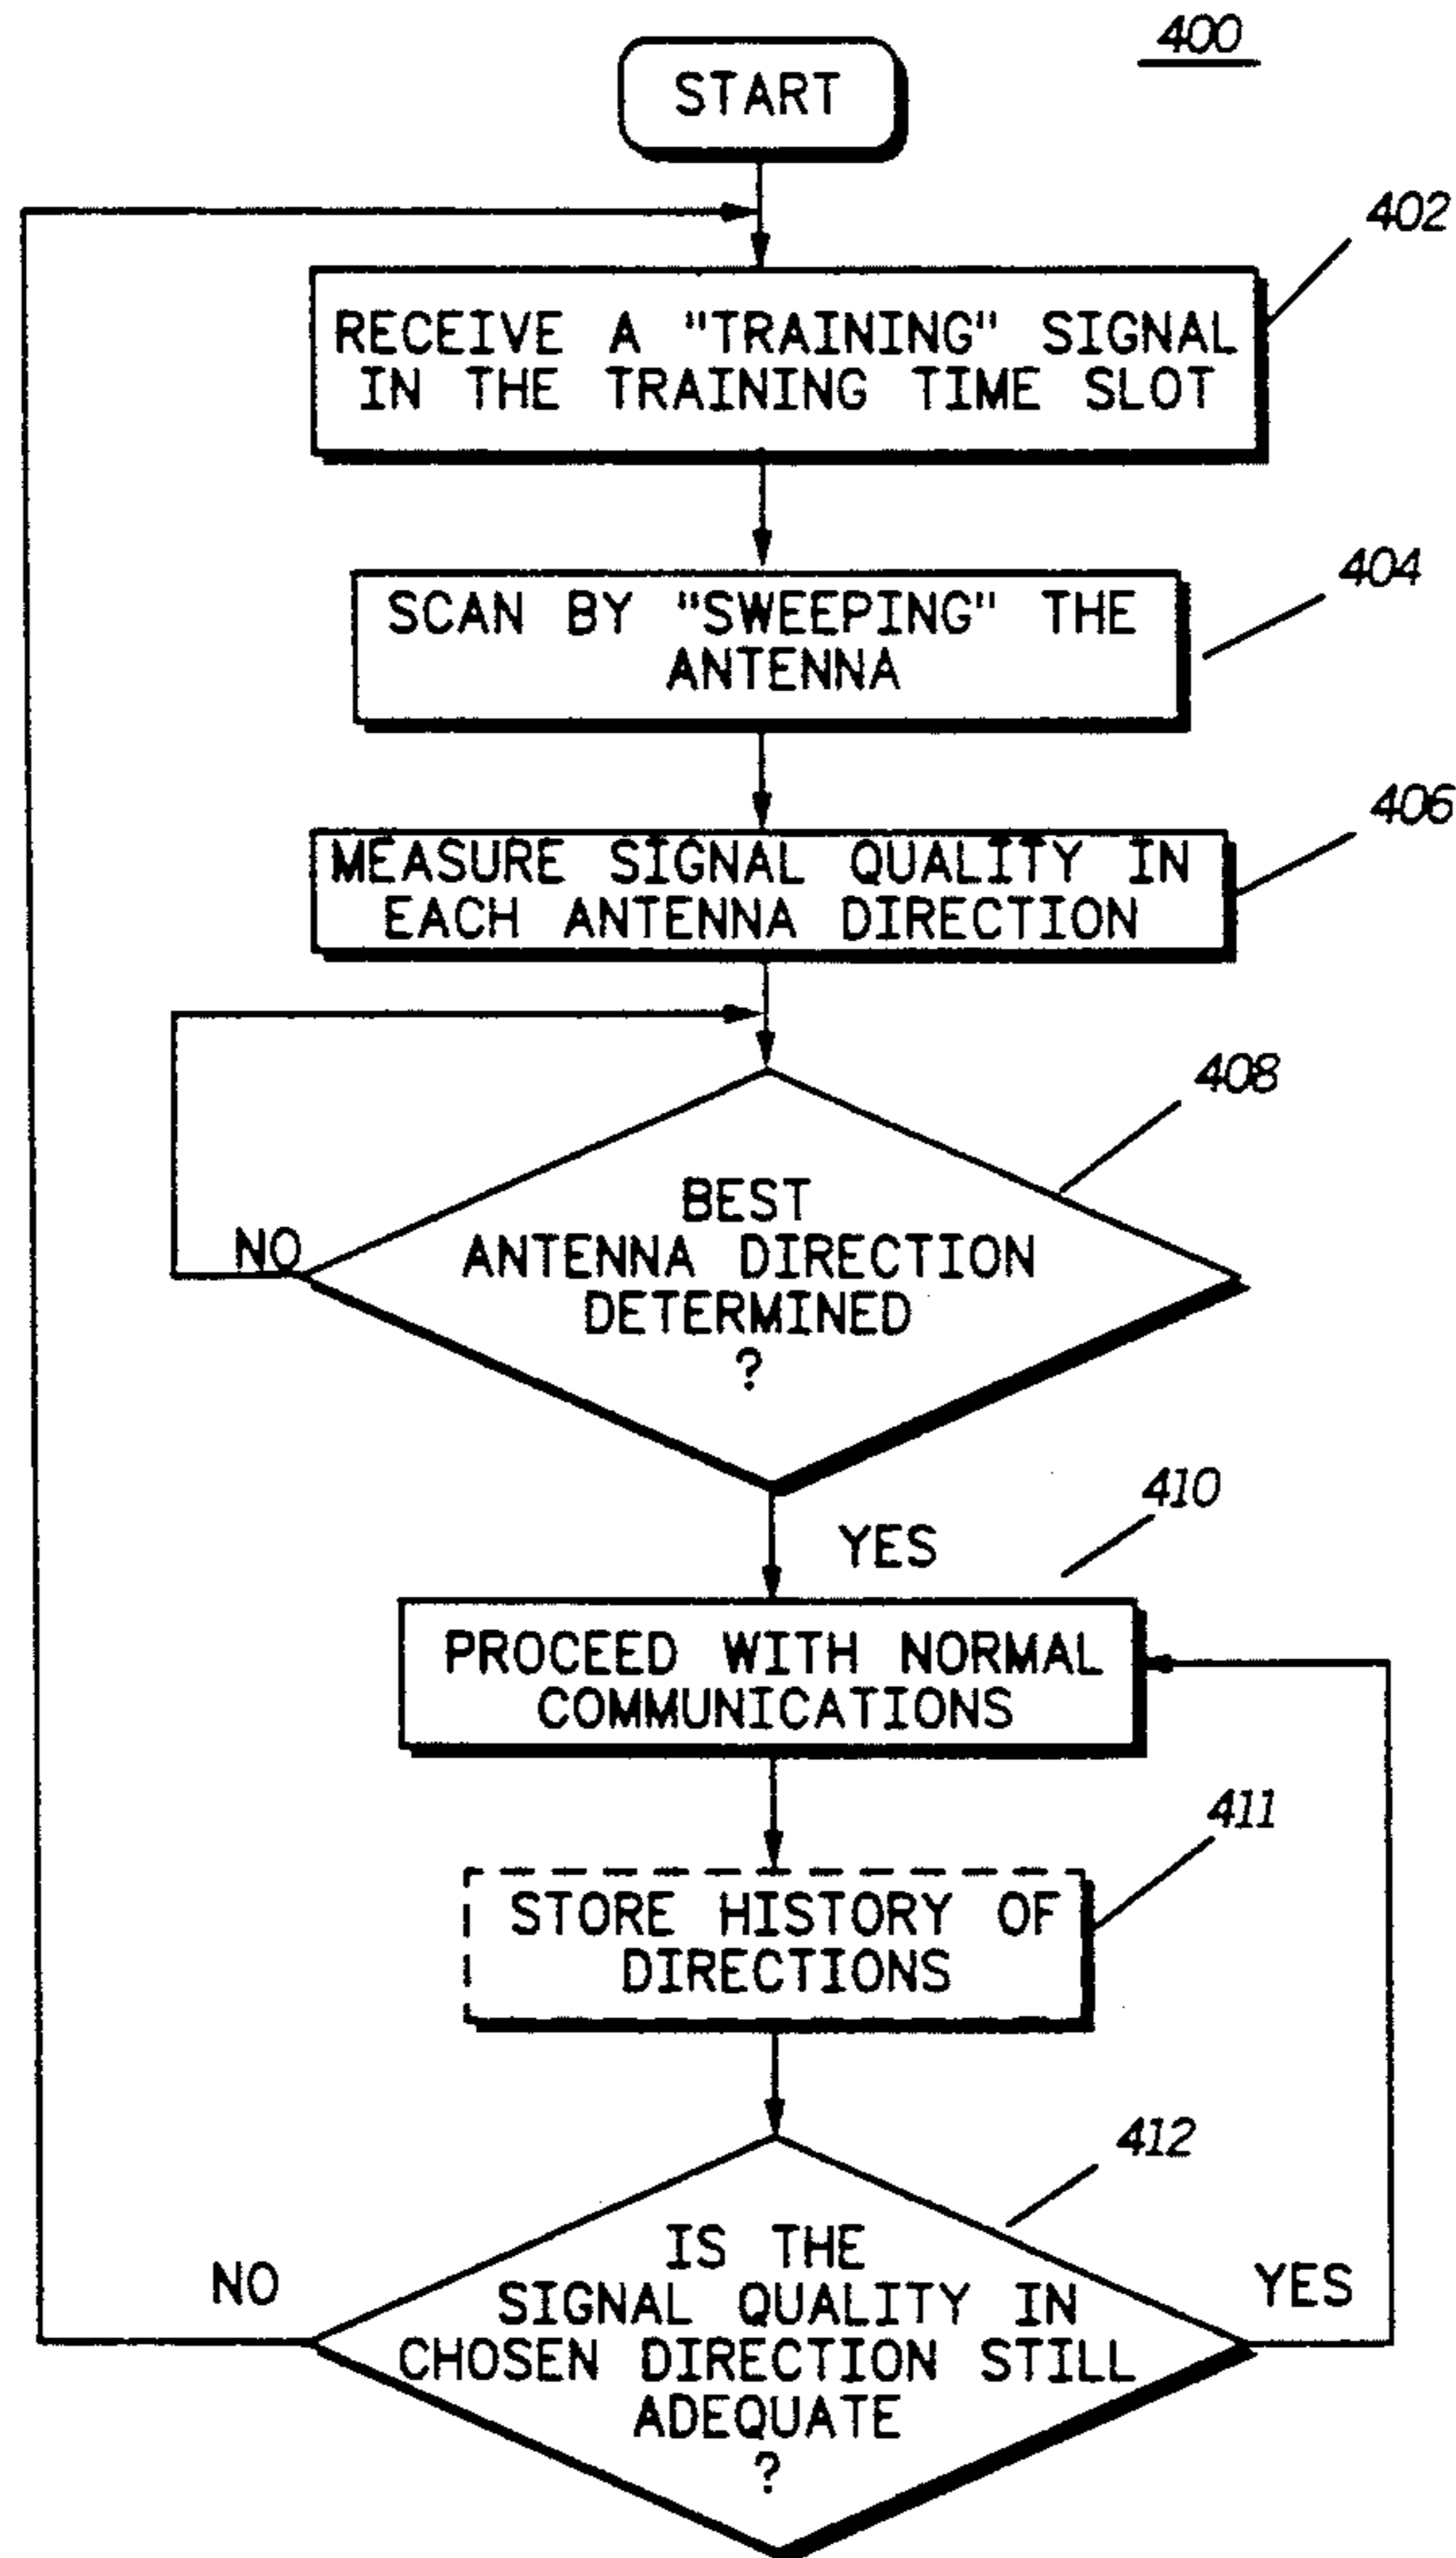 400
START
402
RECEIVE A "TRAINING" SIGNAL
IN THE TRAINING TIME SLOT
404
SCAN BY "SWEEPING" THE
ANTENNA
406
MEASURE SIGNAL QUALITY IN
EACH ANTENNA DIRECTION
408
BEST
ANTENNA DIRECTION
DETERMINED
?
NO
YES
410
PROCEED WITH NORMAL
COMMUNICATIONS
411
STORE HISTORY OF
DIRECTIONS
412
IS THE
SIGNAL QUALITY IN
CHOSEN DIRECTION STILL
ADEQUATE
?
NO
YES